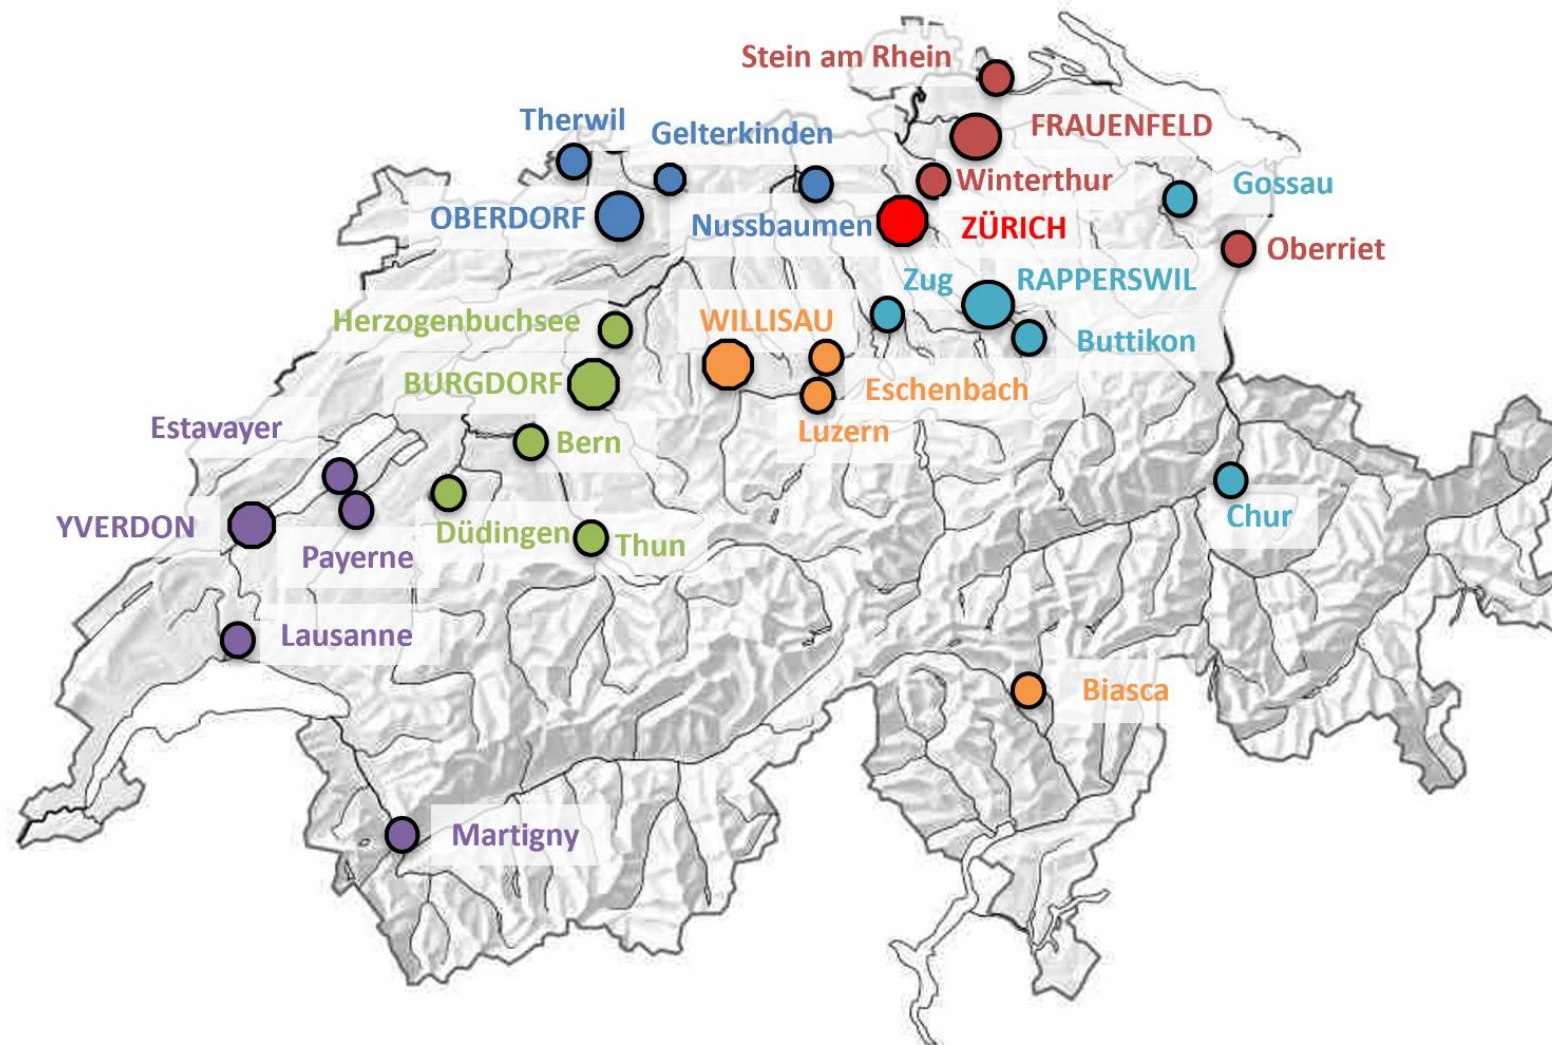 Stein am Rhein
Therwil
FRAUENFELD
Gelterkinden
Winterthur
Gossau
OBERDORF
Nussbaumen
ZÜRICH
Oberriet
Zug
RAPPERSWIL
Herzogenbuchsee
WILLISAU
Buttikon
BURGDORF
Eschenbach
Estavayer
Luzern
Bern
Chur
YVERDON
Düdingen
Thun
Payerne
Lausanne
Biasca
Martigny